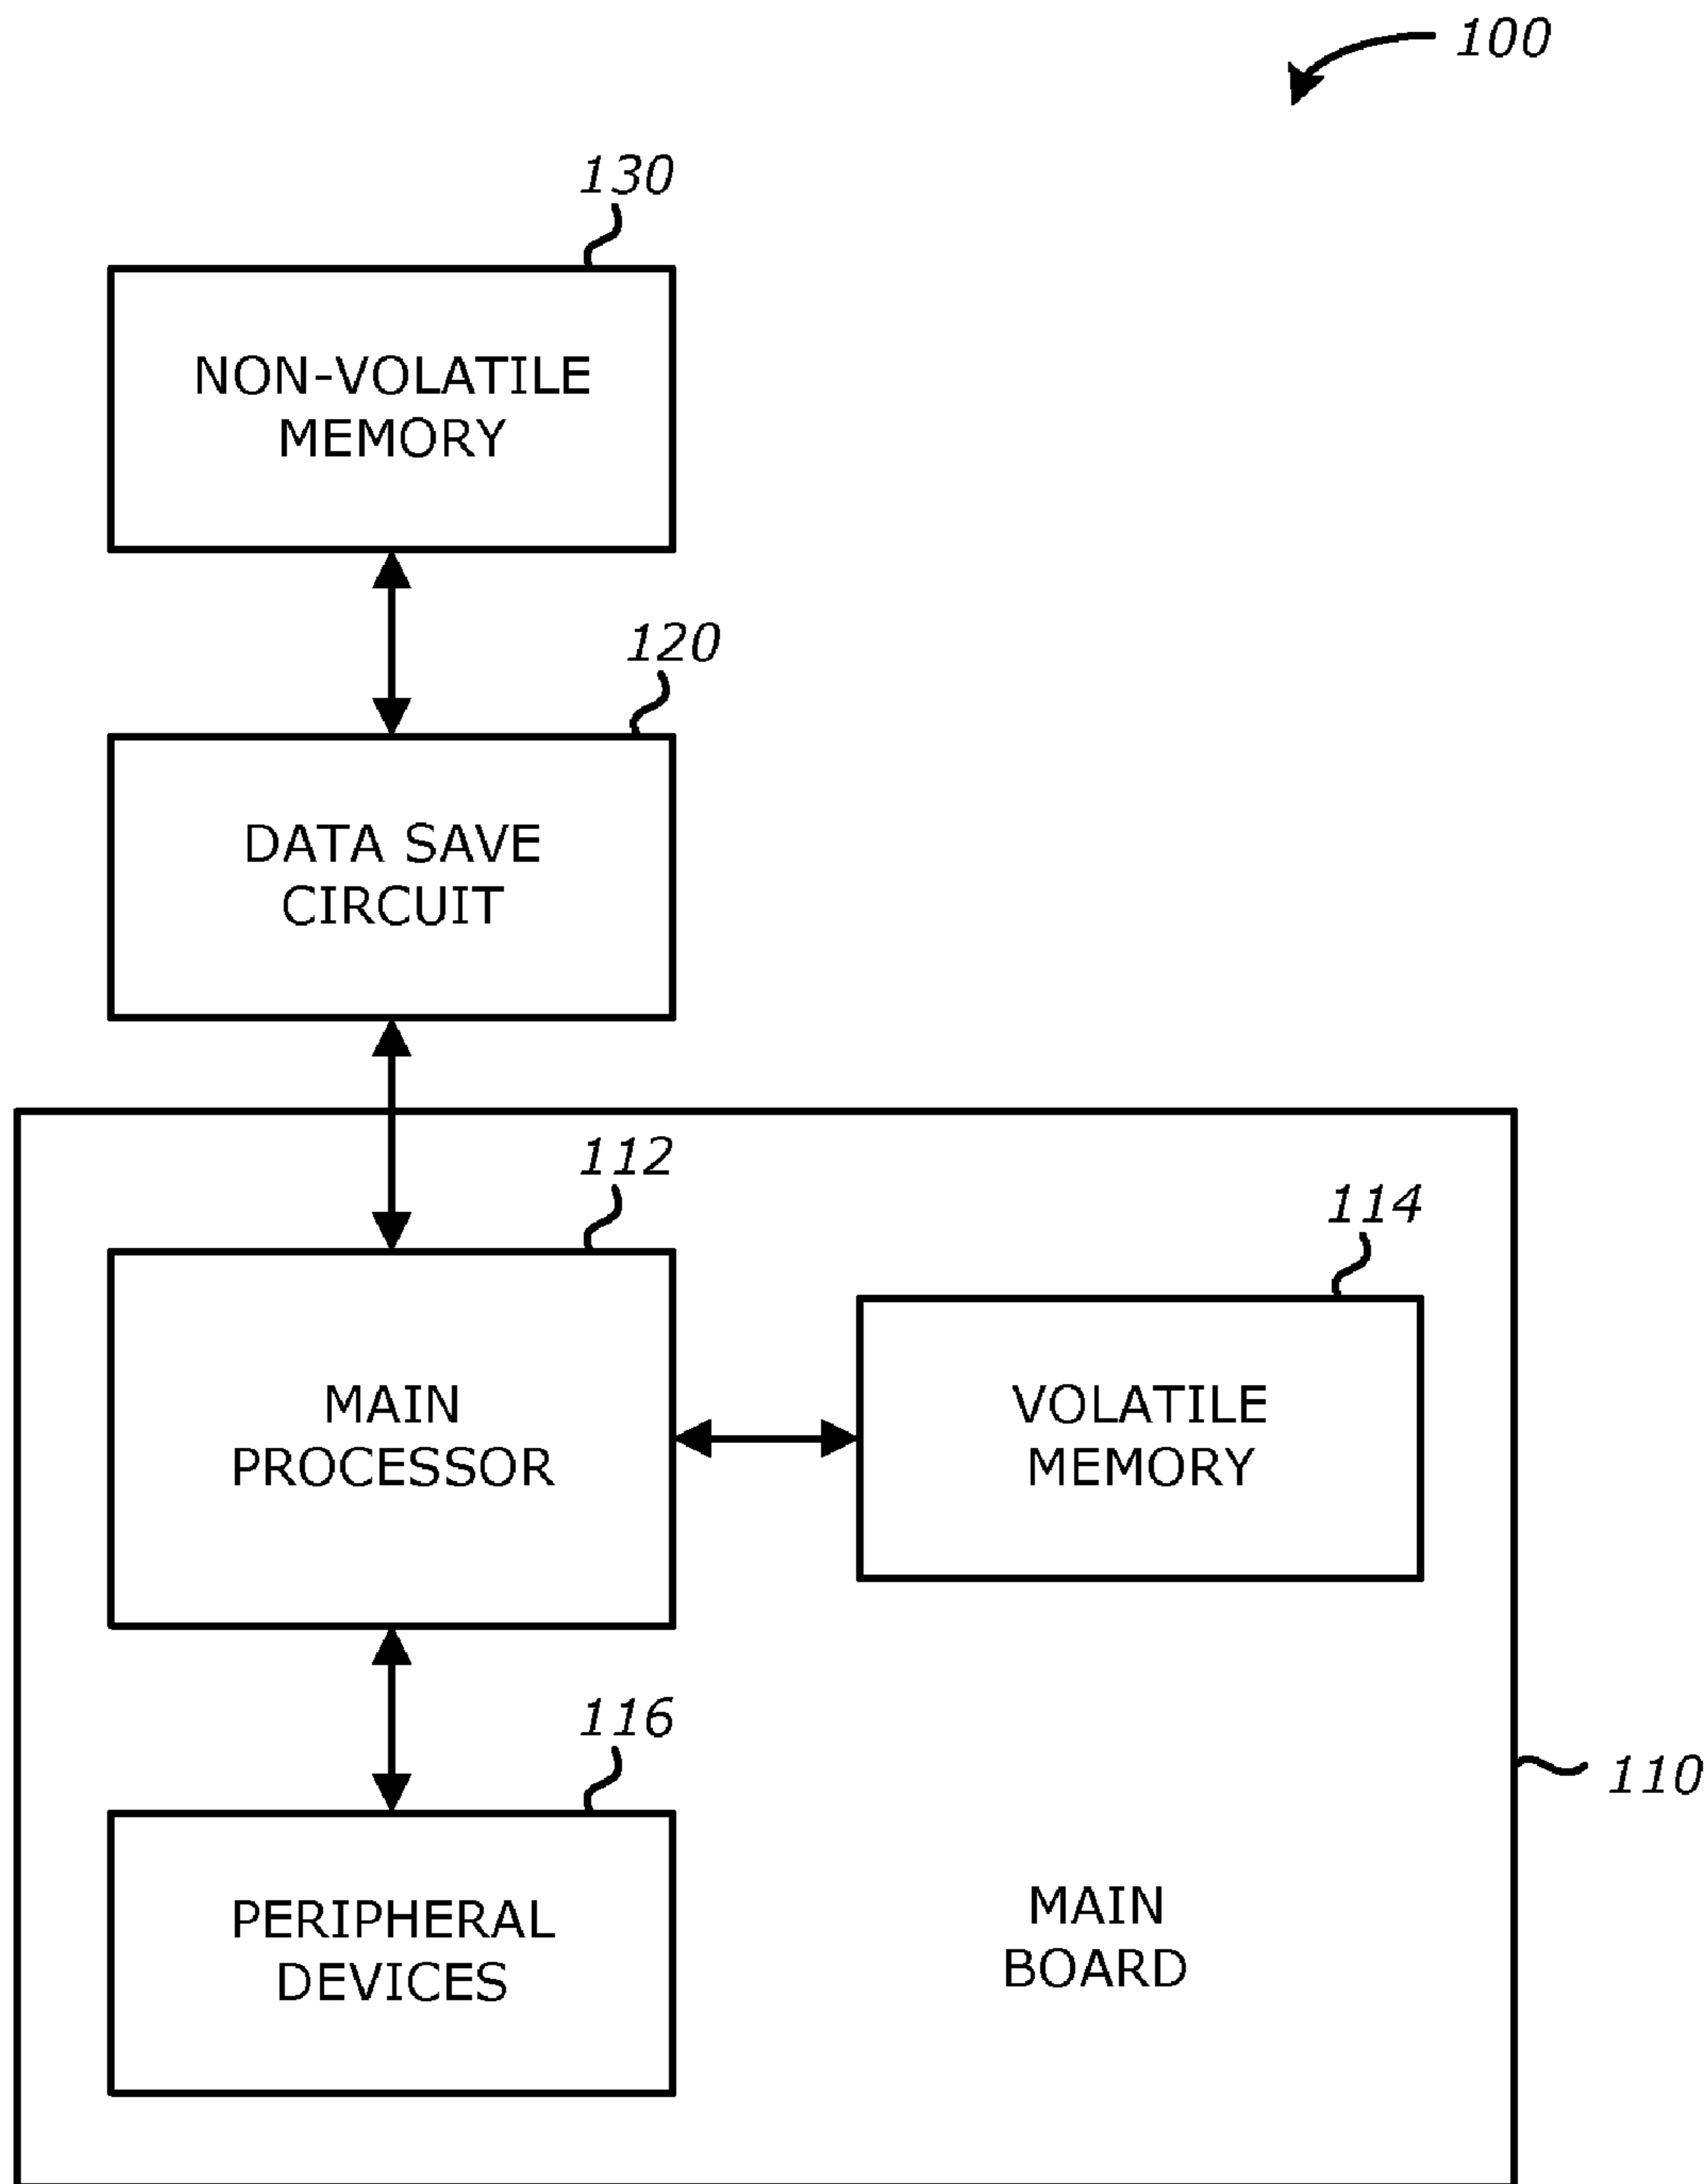 100
130
NON-VOLATILE
MEMORY
120
DATA SAVE
CIRCUIT
112
114
MAIN
PROCESSOR
VOLATILE
MEMORY
116
110
PERIPHERAL
DEVICES
MAIN
BOARD